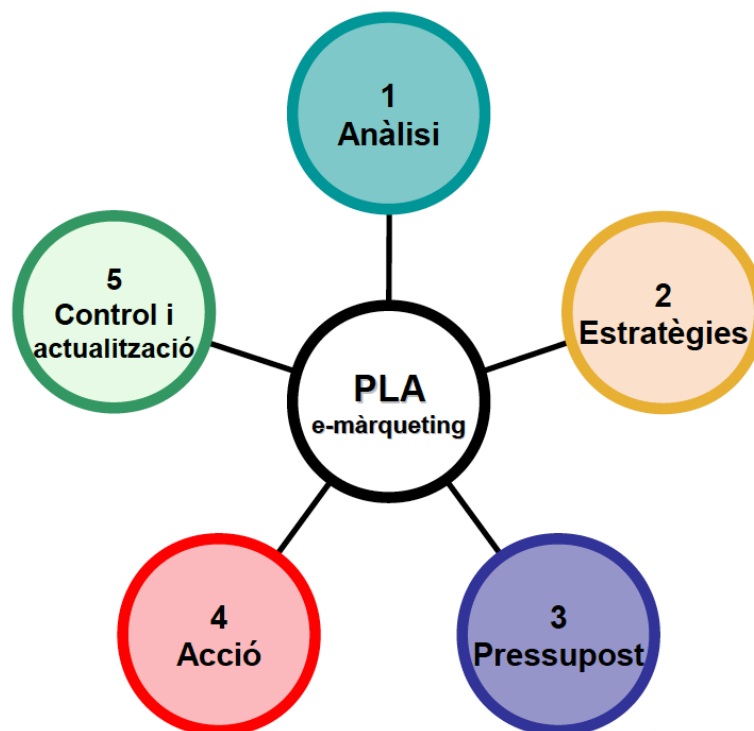 1
Anàlisi
2
Estratègies
3
Pressupost
4
Acció
5
Control i
actualització
PLA
e-màrqueting